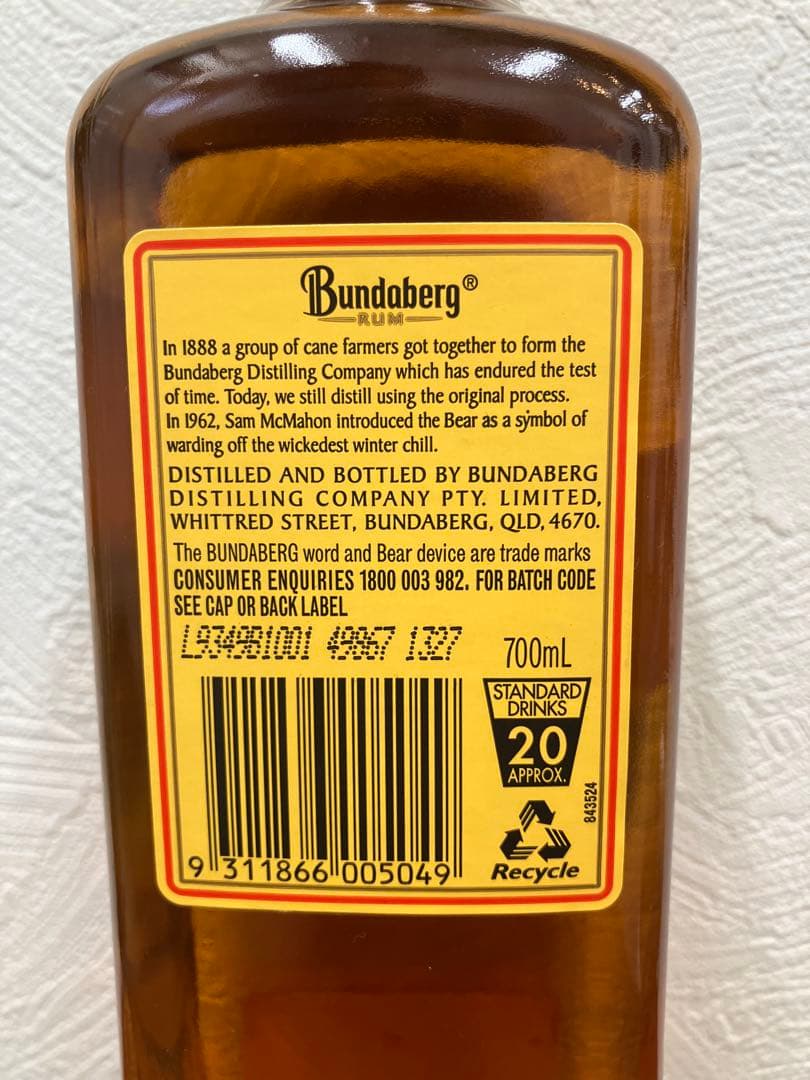 Bundaberg®
RUM
In 1888 a group of cane farmers got together to form the
Bundaberg Distilling Company which has endured the test
of time. Today, we still distill using the original process.
In 1962, Sam McMahon introduced the Bear as a symbol of
warding off the wickedest winter chill.
DISTILLED AND BOTTLED BY BUNDABERG
DISTILLING COMPANY PTY. LIMITED,
WHITTRED STREET, BUNDABERG, QLD, 4670.
The BUNDABERG word and Bear device are trade marks
CONSUMER ENQUIRIES 1800 003 982. FOR BATCH CODE
SEE CAP OR BACK LABEL
L9349B1001 49867 1327
700mL
STANDARD
DRINKS
20
APPROX.
843524
Recycle
9 311866 005049